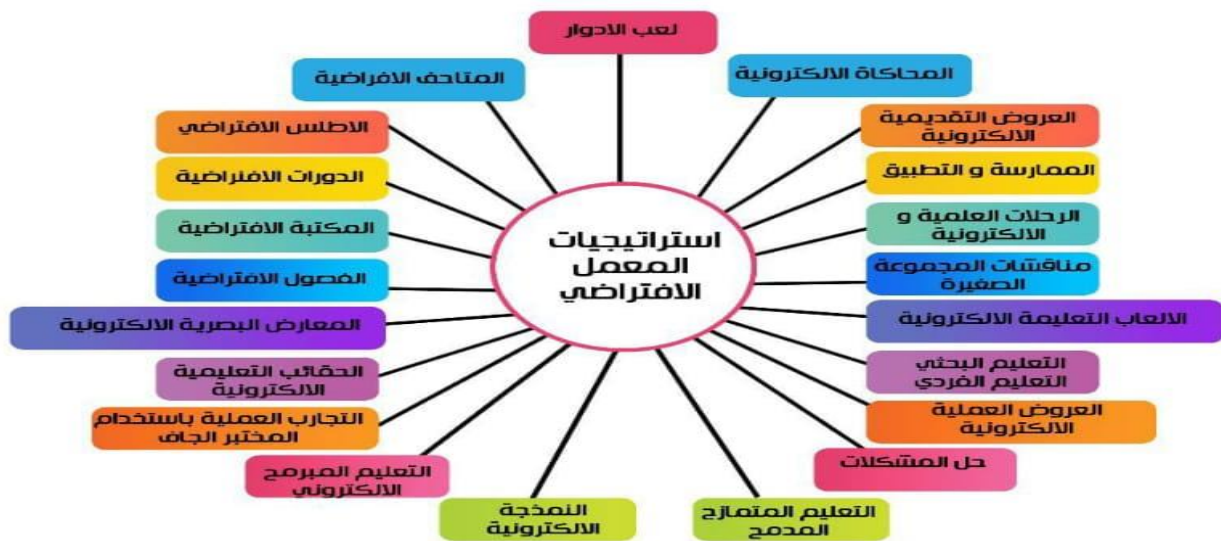 لعب الادوار
المحاكاة الالكترونية
العروض التقديمية
الالكترونية
الممارسة و التطبيق
الرحلات العلمية و
الالكترونية
مناقشات المجموعة
الصغيرة
الالعاب التعليمة الالكترونية
التعليم البحثي
التعليم الفردي
العروض العملية
الالكترونية
حل المشكلات
التعليم المتمازج
المدمج
النمذجة
الالكترونية
التعليم المبرمج
الالكتروني
التجارب العملية باستخدام
المختبر الجاف
الحقائب التعليمية
الالكترونية
المعارض البصرية الالكترونية
الفصول الافتراضية
المكتبة الافتراضية
الدورات الافتراضية
الاطلس الافتراضي
المتاحف الافراضية
استراتيجيات
المعمل
الافتراضي